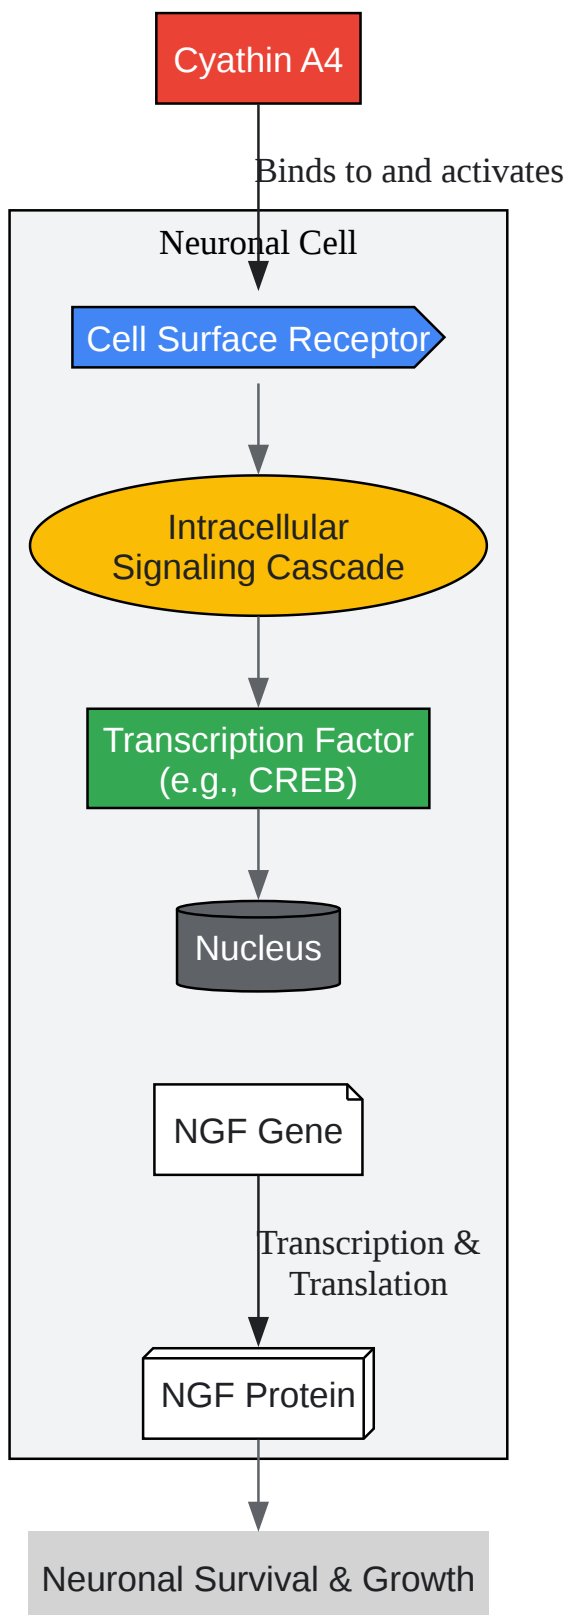 Cyathin A4
Binds to and activates
Neuronal Cell
Cell Surface Receptor
Intracellular
Signaling Cascade
Transcription Factor
(e.g., CREB)
Nucleus
NGF Gene
Transcription &
Translation
NGF Protein
Neuronal Survival & Growth